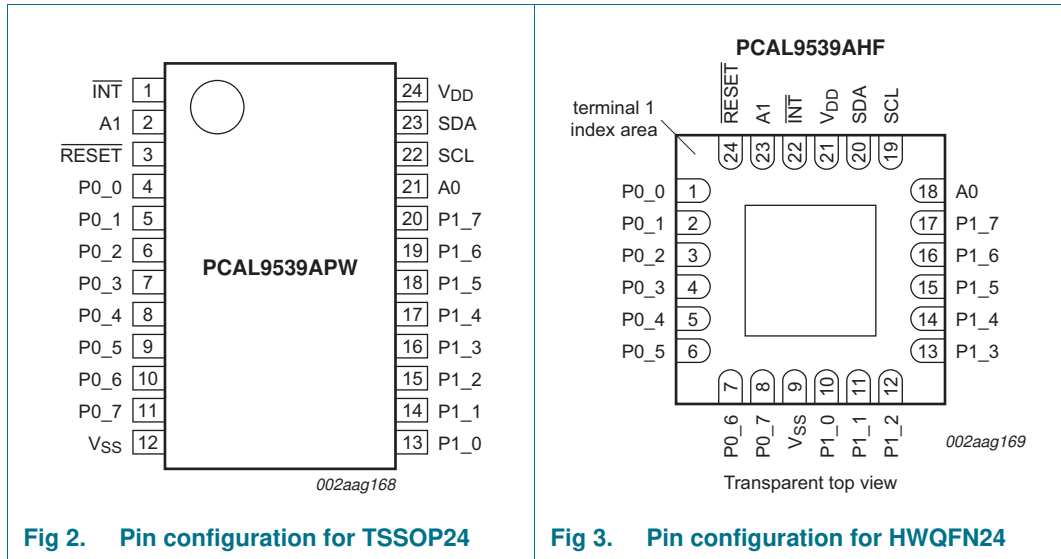 INT 1
A1 2
RESET 3
P0_0 4
P0_1 5
P0_2 6
P0_3 7
P0_4 8
P0_5 9
P0_6 10
P0_7 11
VSS 12
PCAL9539APW
24 VDD
23 SDA
22 SCL
21 A0
20 P1_7
19 P1_6
18 P1_5
17 P1_4
16 P1_3
15 P1_2
14 P1_1
13 P1_0
002aag168
Fig 2. Pin configuration for TSSOP24
PCAL9539AHF
terminal 1
index area
RESET A1 INT VDD SDA SCL
24 23 22 21 20 19
P0_0 1
P0_1 2
P0_2 3
P0_3 4
P0_4 5
P0_5 6
18 A0
17 P1_7
16 P1_6
15 P1_5
14 P1_4
13 P1_3
7 8 9 10 11 12
P0_6 P0_7 VSS P1_0 P1_1 P1_2
002aag169
Transparent top view
Fig 3. Pin configuration for HWQFN24